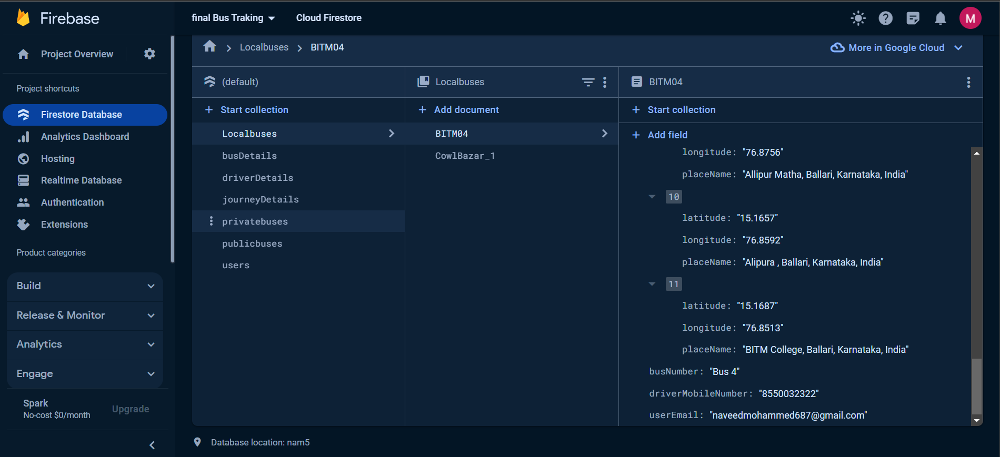 Firebase
final Bus Traking
Cloud Firestore
M
Project Overview
Project shortcuts
Firestore Database
Analytics Dashboard
Hosting
Realtime Database
Authentication
Extensions
Product categories
Build
Release & Monitor
Analytics
Engage
Spark
No-cost $0/month
Upgrade
Localbuses
BITM04
More in Google Cloud
(default)
+ Start collection
Localbuses
busDetails
driverDetails
journeyDetails
privatebuses
publicbuses
users
Localbuses
+ Add document
BITM04
CowlBazar_1
BITM04
+ Start collection
+ Add field
longitude: "76.8756"
placeName: "Allipur Matha, Ballari, Karnataka, India"
10
latitude: "15.1657"
longitude: "76.8592"
placeName: "Alipura , Ballari, Karnataka, India"
11
latitude: "15.1687"
longitude: "76.8513"
placeName: "BITM College, Ballari, Karnataka, India"
busNumber: "Bus 4"
driverMobileNumber: "8550032322"
userEmail: "naveedmohammed687@gmail.com"
Database location: nam5